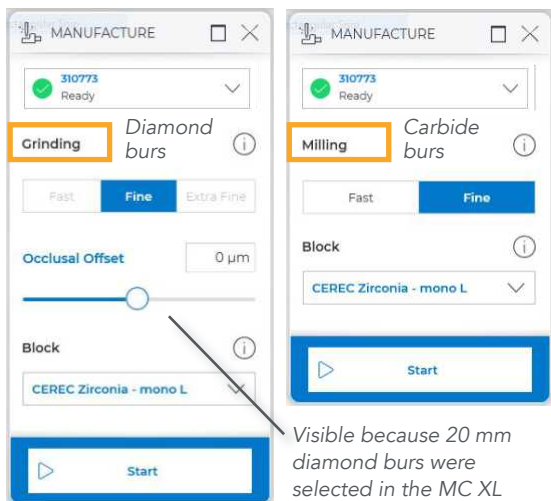 MANUFACTURE
310773
Ready
Grinding
Diamond
burs
Fast
Fine
Extra Fine
Occlusal Offset
0 µm
Block
CEREC Zirconia - mono L
Start
MANUFACTURE
310773
Ready
Milling
Carbide
burs
Fast
Fine
Block
CEREC Zirconia - mono L
Start
Visible because 20 mm
diamond burs were
selected in the MC XL